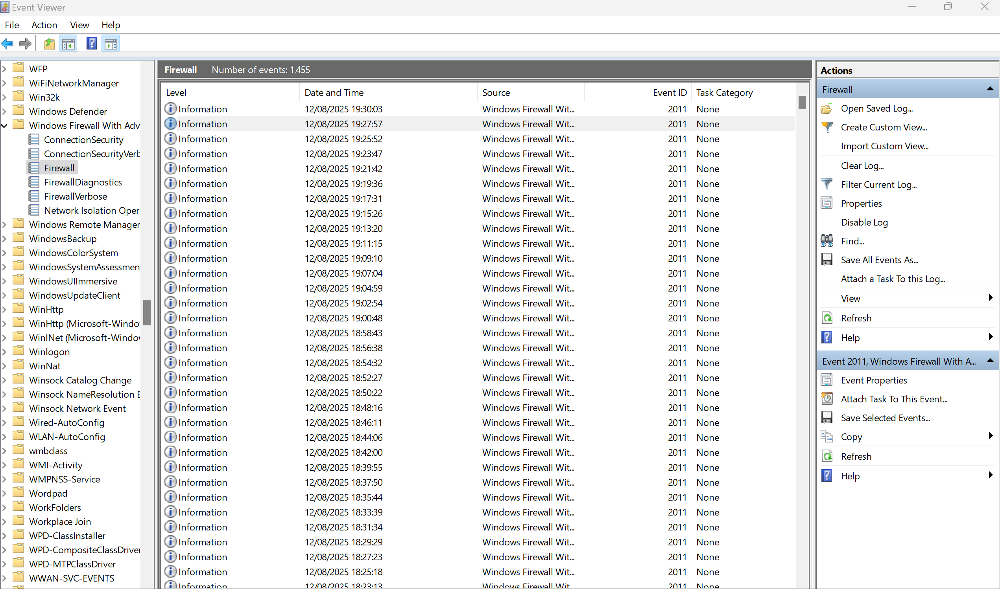 Event Viewer
File Action View Help
WFP
WiFiNetworkManager
Win32k
Windows Defender
Windows Firewall With Adv
ConnectionSecurity
ConnectionSecurityVerb
Firewall
FirewallDiagnostics
FirewallVerbose
Network Isolation Oper
Windows Remote Manager
WindowsBackup
WindowsColorSystem
WindowsSystemAssessmen
WindowsUIImmersive
WindowsUpdateClient
WinHttp
WinHttp (Microsoft-Windo
WinINet (Microsoft-Windo
Winlogon
WinNat
Winsock Catalog Change
Winsock NameResolution E
Winsock Network Event
Wired-AutoConfig
WLAN-AutoConfig
wmbclass
WMI-Activity
WMPNSS-Service
Wordpad
WorkFolders
Workplace Join
WPD-ClassInstaller
WPD-CompositeClassDriver
WPD-MTPClassDriver
WWAN-SVC-EVENTS
Firewall Number of events: 1,455
Level Date and Time Source Event ID Task Category
Information 12/08/2025 19:30:03 Windows Firewall Wit... 2011 None
Information 12/08/2025 19:27:57 Windows Firewall Wit... 2011 None
Information 12/08/2025 19:25:52 Windows Firewall Wit... 2011 None
Information 12/08/2025 19:23:47 Windows Firewall Wit... 2011 None
Information 12/08/2025 19:21:42 Windows Firewall Wit... 2011 None
Information 12/08/2025 19:19:36 Windows Firewall Wit... 2011 None
Information 12/08/2025 19:17:31 Windows Firewall Wit... 2011 None
Information 12/08/2025 19:15:26 Windows Firewall Wit... 2011 None
Information 12/08/2025 19:13:20 Windows Firewall Wit... 2011 None
Information 12/08/2025 19:11:15 Windows Firewall Wit... 2011 None
Information 12/08/2025 19:09:10 Windows Firewall Wit... 2011 None
Information 12/08/2025 19:07:04 Windows Firewall Wit... 2011 None
Information 12/08/2025 19:04:59 Windows Firewall Wit... 2011 None
Information 12/08/2025 19:02:54 Windows Firewall Wit... 2011 None
Information 12/08/2025 19:00:48 Windows Firewall Wit... 2011 None
Information 12/08/2025 18:58:43 Windows Firewall Wit... 2011 None
Information 12/08/2025 18:56:38 Windows Firewall Wit... 2011 None
Information 12/08/2025 18:54:32 Windows Firewall Wit... 2011 None
Information 12/08/2025 18:52:27 Windows Firewall Wit... 2011 None
Information 12/08/2025 18:50:22 Windows Firewall Wit... 2011 None
Information 12/08/2025 18:48:16 Windows Firewall Wit... 2011 None
Information 12/08/2025 18:46:11 Windows Firewall Wit... 2011 None
Information 12/08/2025 18:44:06 Windows Firewall Wit... 2011 None
Information 12/08/2025 18:42:00 Windows Firewall Wit... 2011 None
Information 12/08/2025 18:39:55 Windows Firewall Wit... 2011 None
Information 12/08/2025 18:37:50 Windows Firewall Wit... 2011 None
Information 12/08/2025 18:35:44 Windows Firewall Wit... 2011 None
Information 12/08/2025 18:33:39 Windows Firewall Wit... 2011 None
Information 12/08/2025 18:31:34 Windows Firewall Wit... 2011 None
Information 12/08/2025 18:29:29 Windows Firewall Wit... 2011 None
Information 12/08/2025 18:27:23 Windows Firewall Wit... 2011 None
Information 12/08/2025 18:25:18 Windows Firewall Wit... 2011 None
Information 12/08/2025 18:23:13 Windows Firewall Wit 2011 None
Actions
Firewall
Open Saved Log...
Create Custom View...
Import Custom View...
Clear Log...
Filter Current Log...
Properties
Disable Log
Find...
Save All Events As...
Attach a Task To this Log...
View
Refresh
Help
Event 2011, Windows Firewall With A...
Event Properties
Attach Task To This Event...
Save Selected Events...
Copy
Refresh
Help